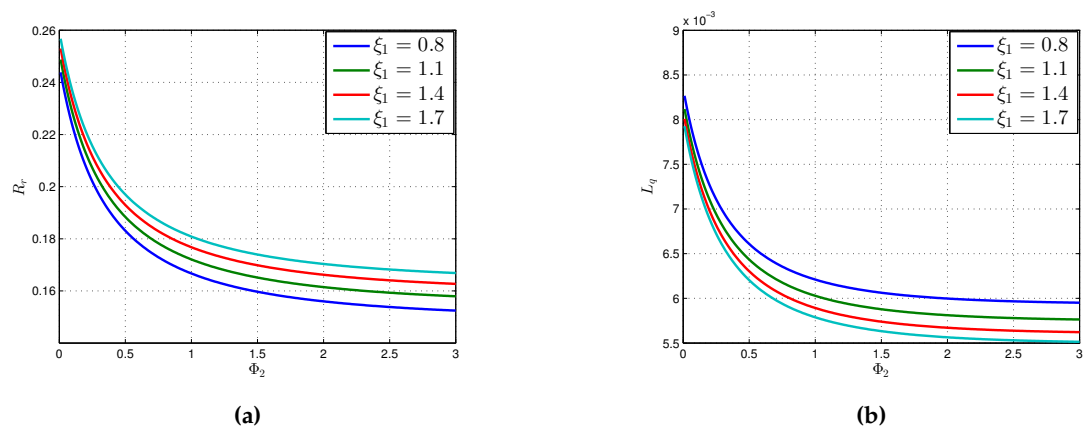 0.26
0.24
0.22
0.2
0.18
0.16
0 0.5 1 1.5 2 2.5 3
R_r
Φ_2
ξ_1 = 0.8
ξ_1 = 1.1
ξ_1 = 1.4
ξ_1 = 1.7
(a)
x 10^{-3}
9
8.5
8
7.5
7
6.5
6
5.5
0 0.5 1 1.5 2 2.5 3
L_q
Φ_2
ξ_1 = 0.8
ξ_1 = 1.1
ξ_1 = 1.4
ξ_1 = 1.7
(b)